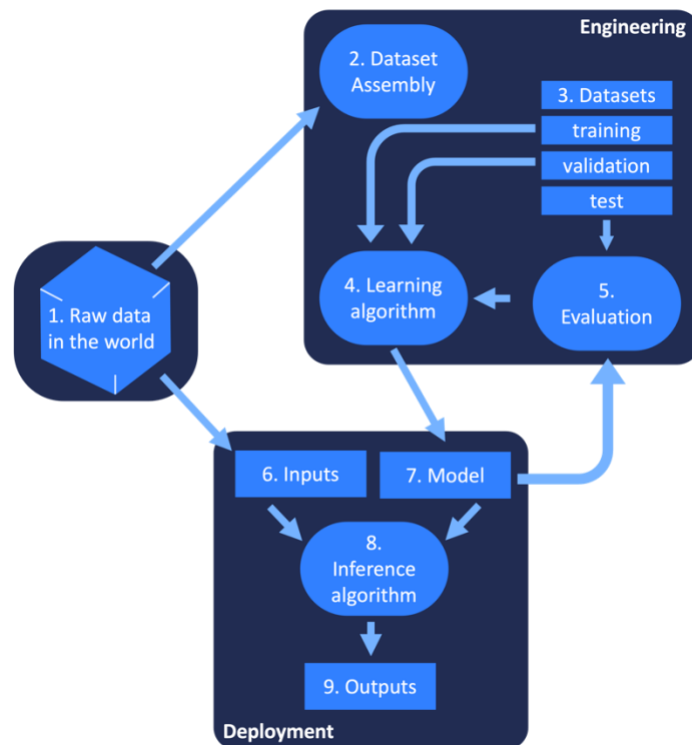 Engineering
2. Dataset
Assembly
3. Datasets
training
validation
test
4. Learning
algorithm
5.
Evaluation
1. Raw data
in the world
6. Inputs
7. Model
8.
Inference
algorithm
9. Outputs
Deployment